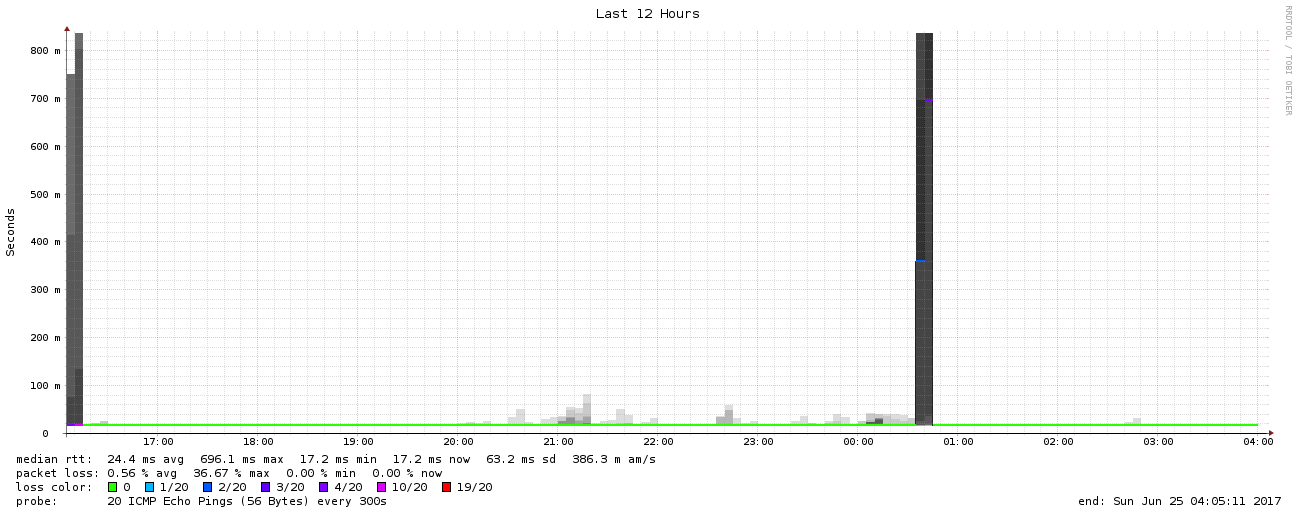 Last 12 Hours
RRDTOOL / TOBI OETIKER
Seconds
800 m
700 m
600 m
500 m
400 m
300 m
200 m
100 m
0
17:00 18:00 19:00 20:00 21:00 22:00 23:00 00:00 01:00 02:00 03:00 04:00
median rtt: 24.4 ms avg 696.1 ms max 17.2 ms min 17.2 ms now 63.2 ms sd 386.3 m am/s
packet loss: 0.56 % avg 36.67 % max 0.00 % min 0.00 % now
loss color: 0 1/20 2/20 3/20 4/20 10/20 19/20
probe: 20 ICMP Echo Pings (56 Bytes) every 300s end: Sun Jun 25 04:05:11 2017